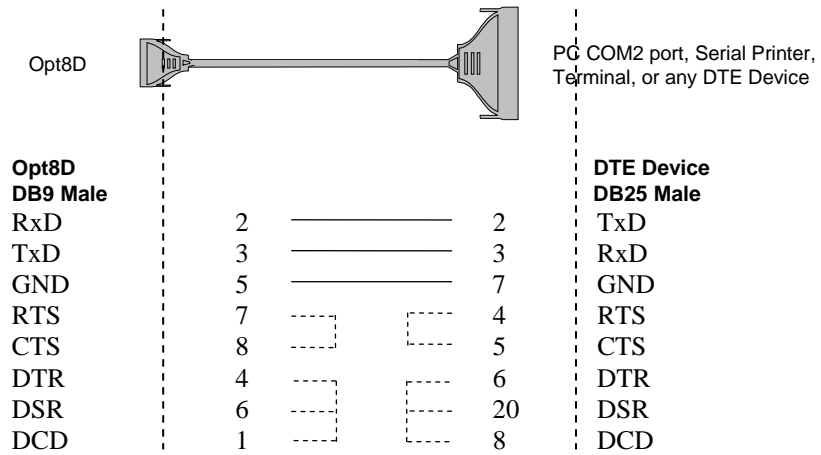 Opt8D
PC COM2 port, Serial Printer,
Terminal, or any DTE Device
Opt8D DTE Device
DB9 Male DB25 Male
RxD 2 2 TxD
TxD 3 3 RxD
GND 5 7 GND
RTS 7 4 RTS
CTS 8 5 CTS
DTR 4 6 DTR
DSR 6 20 DSR
DCD 1 8 DCD